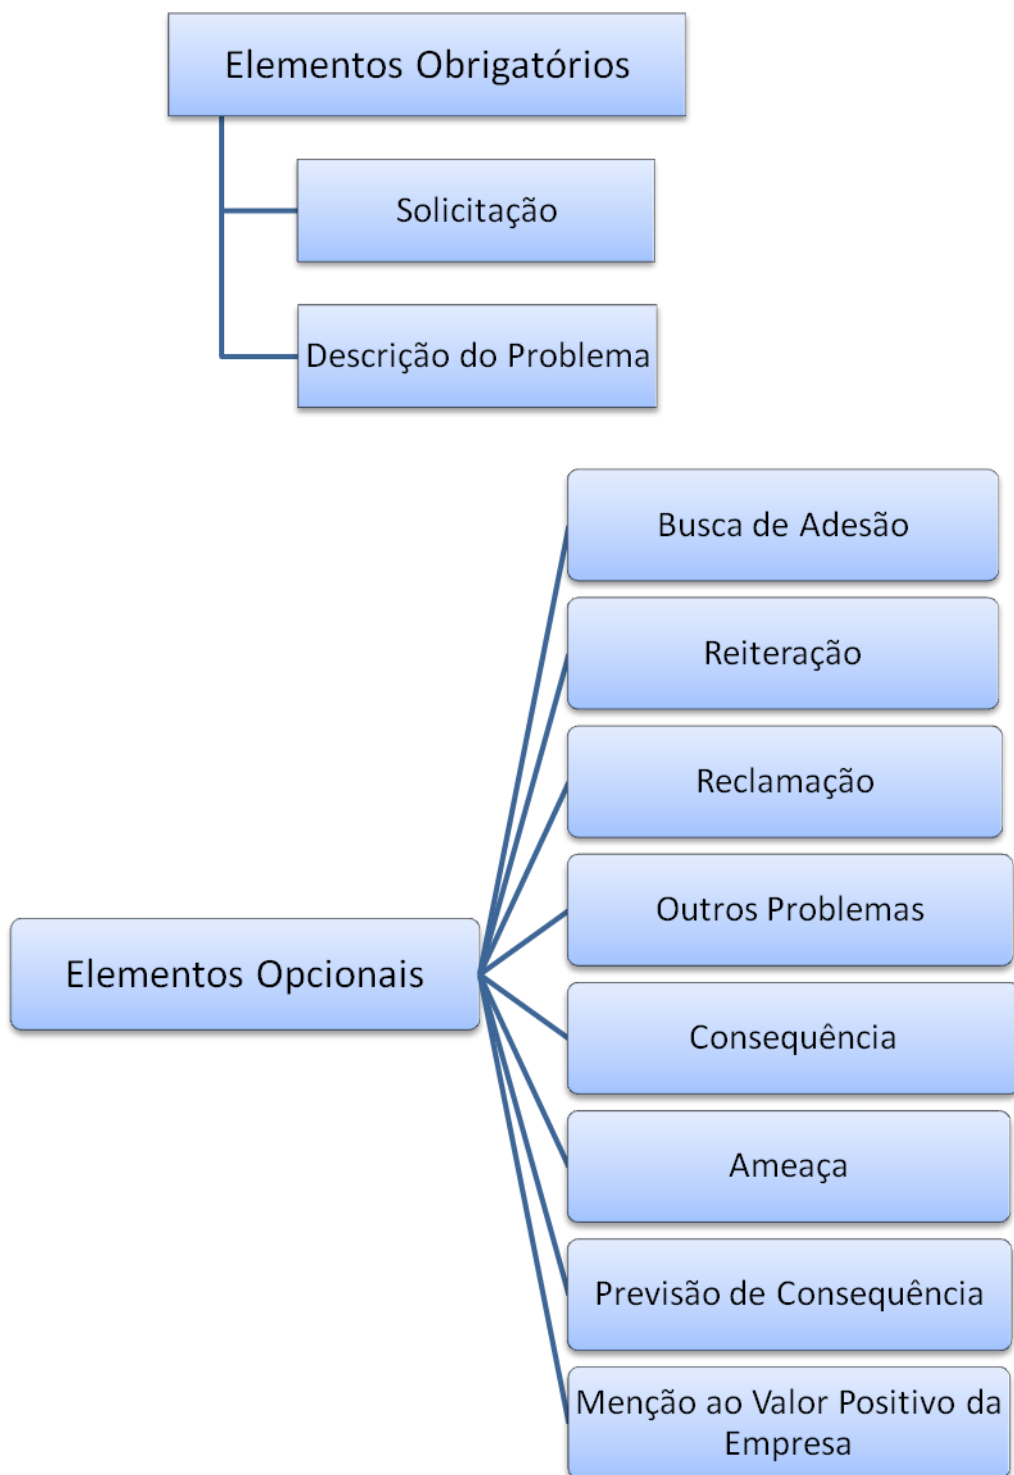 Elementos Obrigatórios
Solicitação
Descrição do Problema
Busca de Adesão
Reiteração
Reclamação
Outros Problemas
Elementos Opcionais
Consequência
Ameaça
Previsão de Consequência
Menção ao Valor Positivo da
Empresa